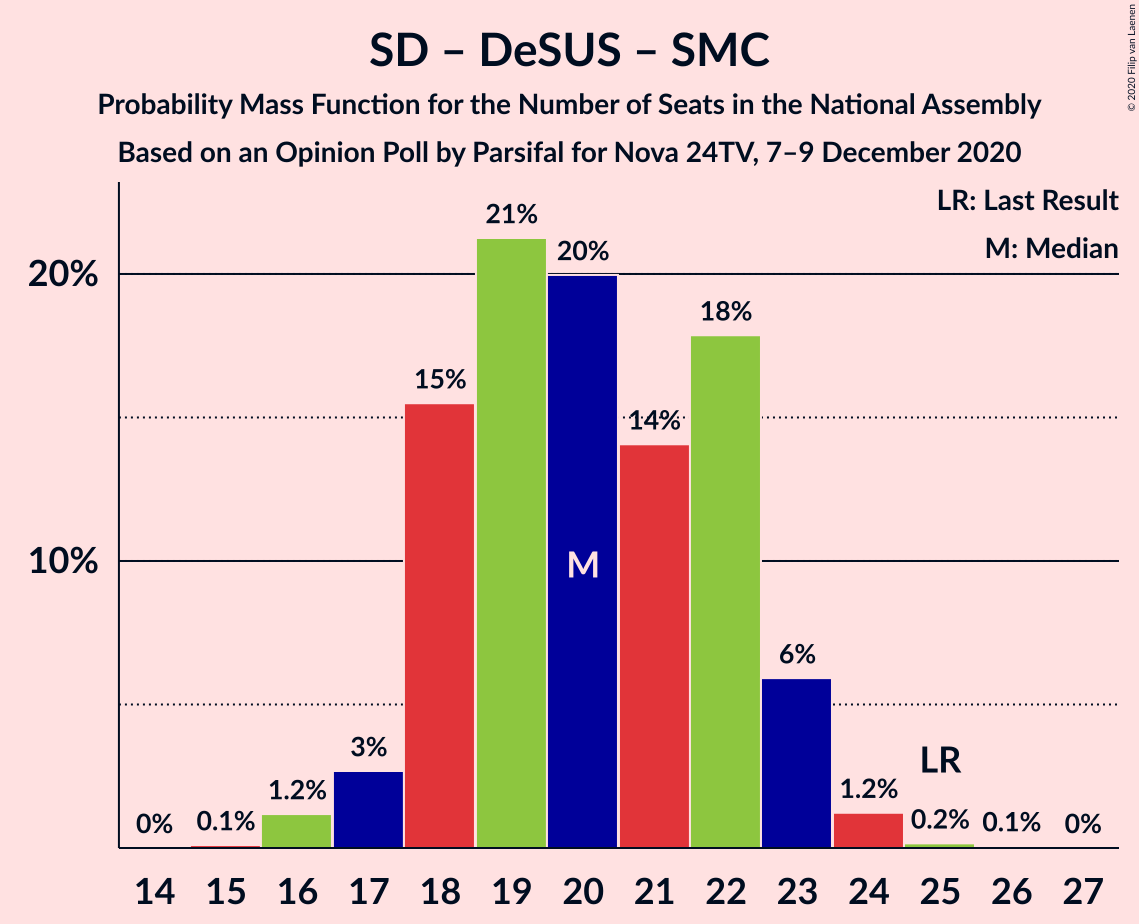 SD – DeSUS – SMC
Probability Mass Function for the Number of Seats in the National Assembly
Based on an Opinion Poll by Parsifal for Nova 24TV, 7–9 December 2020
© 2020 Filip van Laenen
LR: Last Result
M: Median
20%
10%
0%
0.1%
1.2%
3%
15%
21%
20%
14%
18%
6%
1.2%
0.2%
0.1%
0%
M
LR
14 15 16 17 18 19 20 21 22 23 24 25 26 27